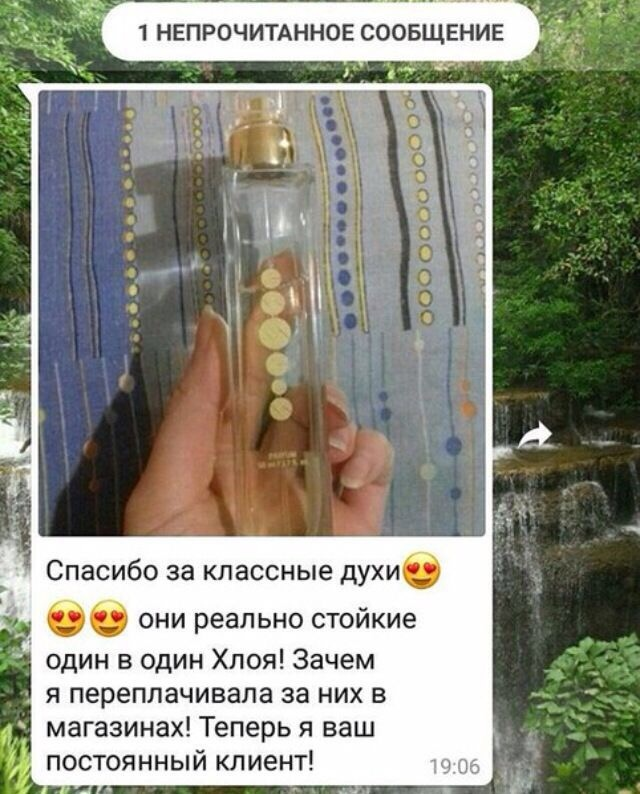 1 НЕПРОЧИТАННОЕ СООБЩЕНИЕ
PARFUM
Спасибо за классные духи😍
😍😍 они реально стойкие
один в один Хлоя! Зачем
я переплачивала за них в
магазинах! Теперь я ваш
постоянный клиент!
19:06